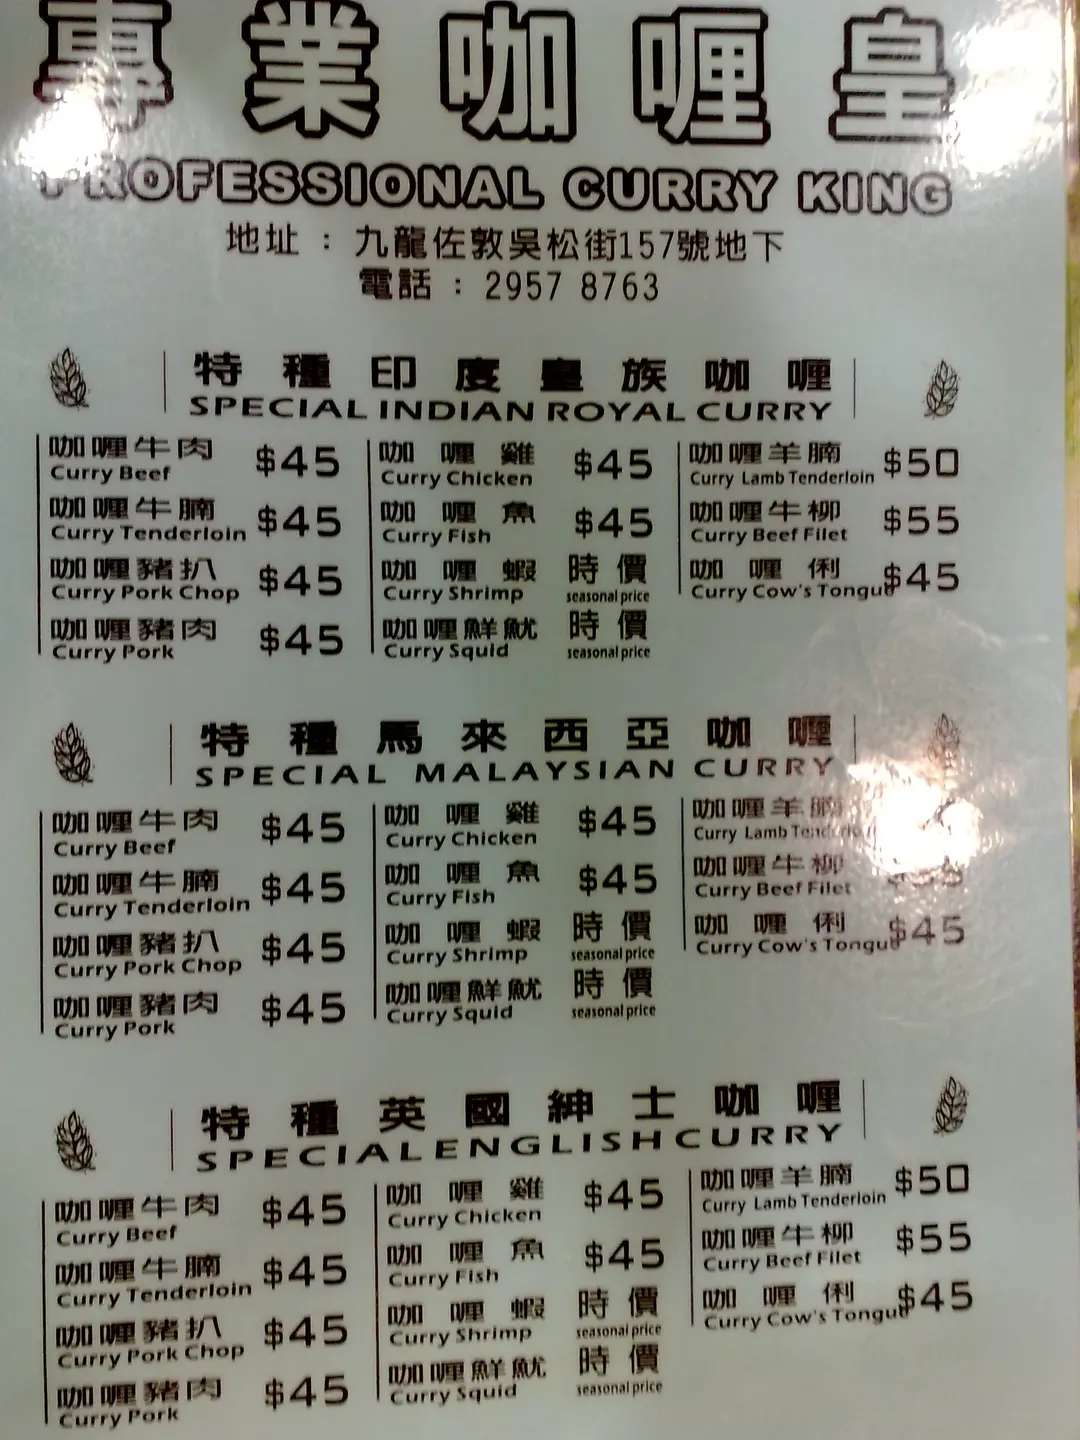 專業咖喱皇
PROFESSIONAL CURRY KING
地址：九龍佐敦吳松街157號地下
電話：2957 8763
特種印度皇族咖喱
SPECIAL INDIAN ROYAL CURRY
咖喱牛肉 $45
Curry Beef
咖喱牛腩 $45
Curry Tenderloin
咖喱豬扒 $45
Curry Pork Chop
咖喱豬肉 $45
Curry Pork
咖喱雞 $45
Curry Chicken
咖喱魚 $45
Curry Fish
咖喱蝦 時價
Curry Shrimp seasonal price
咖喱鮮魷 時價
Curry Squid seasonal price
咖喱羊腩 $50
Curry Lamb Tenderloin
咖喱牛柳 $55
Curry Beef Filet
咖喱脷 $45
Curry Cow's Tongue
特種馬來西亞咖喱
SPECIAL MALAYSIAN CURRY
咖喱牛肉 $45
Curry Beef
咖喱牛腩 $45
Curry Tenderloin
咖喱豬扒 $45
Curry Pork Chop
咖喱豬肉 $45
Curry Pork
咖喱雞 $45
Curry Chicken
咖喱魚 $45
Curry Fish
咖喱蝦 時價
Curry Shrimp seasonal price
咖喱鮮魷 時價
Curry Squid seasonal price
咖喱羊腩
Curry Lamb
咖喱牛柳
Curry Beef Filet
咖喱脷 $45
Curry Cow's Tongue
特種英國紳士咖喱
SPECIAL ENGLISH CURRY
咖喱牛肉 $45
Curry Beef
咖喱牛腩 $45
Curry Tenderloin
咖喱豬扒 $45
Curry Pork Chop
咖喱豬肉 $45
Curry Pork
咖喱雞 $45
Curry Chicken
咖喱魚 $45
Curry Fish
咖喱蝦 時價
Curry Shrimp seasonal price
咖喱鮮魷 時價
Curry Squid seasonal price
咖喱羊腩 $50
Curry Lamb Tenderloin
咖喱牛柳 $55
Curry Beef Filet
咖喱脷 $45
Curry Cow's Tongue